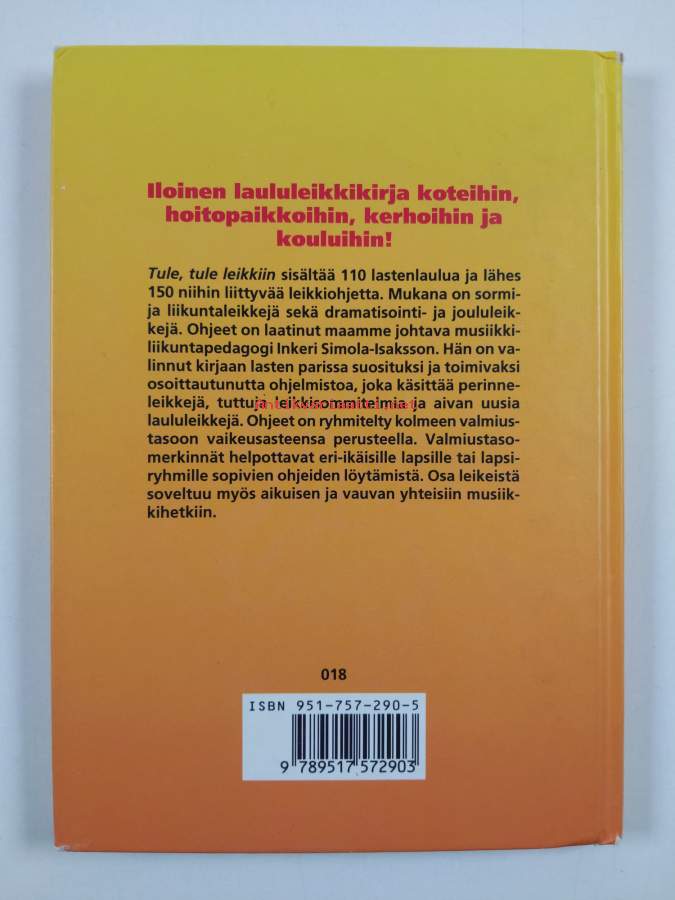 Iloinen laululeikkikirja koteihin,
hoitopaikkoihin, kerhoihin ja
kouluihin!
Tule, tule leikkiin sisältää 110 lastenlaulua ja lähes
150 niihin liittyvää leikkiohjetta. Mukana on sormi-
ja liikuntaleikkejä sekä dramatisointi- ja joululeik-
kejä. Ohjeet on laatinut maamme johtava musiikki-
liikuntapedagogi Inkeri Simola-Isaksson. Hän on va-
linnut kirjaan lasten parissa suosituksi ja toimivaksi
osoittautunutta ohjelmistoa, joka käsittää perinne-
leikkejä, tuttuja leikkisommitelmia ja aivan uusia
antikvariaatti.net
laululeikkejä. Ohjeet on ryhmitelty kolmeen valmius-
tasoon vaikeusasteensa perusteella. Valmiustaso-
merkinnät helpottavat eri-ikäisille lapsille tai lapsi-
ryhmille sopivien ohjeiden löytämistä. Osa leikeistä
soveltuu myös aikuisen ja vauvan yhteisiin musiik-
kihetkiin.
018
ISBN 951-757-290-5
9 789517 572903